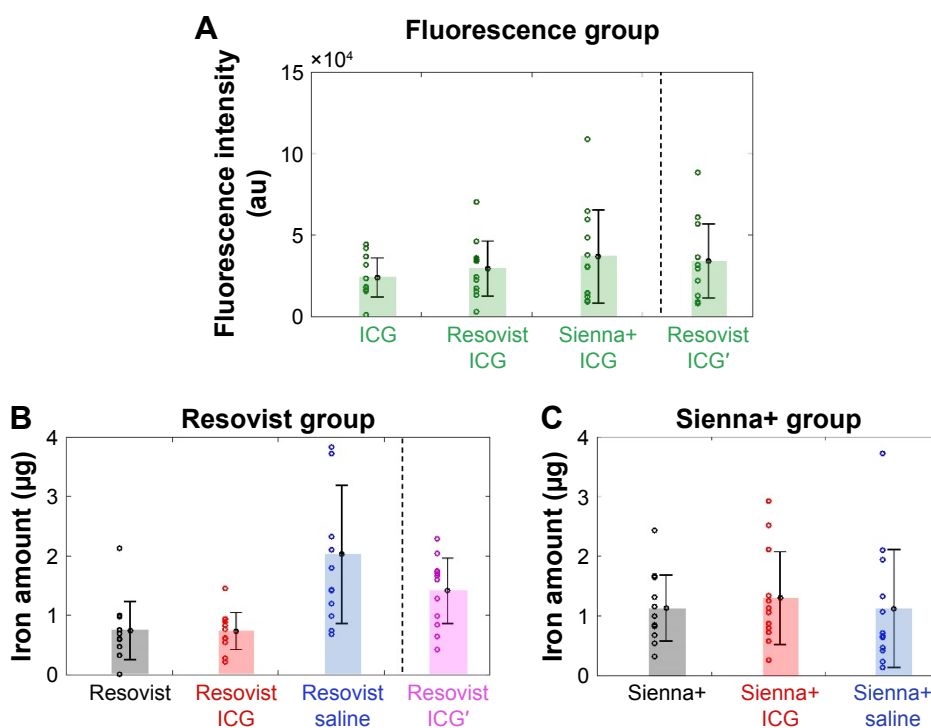 A
Fluorescence group
×10⁴
Fluorescence intensity
(au)
15
10
5
0
ICG
Resovist
ICG
Sienna+
ICG
Resovist
ICG′
B
Resovist group
Iron amount (µg)
4
3
2
1
0
Resovist
Resovist
ICG
Resovist
saline
Resovist
ICG′
C
Sienna+ group
Iron amount (µg)
4
3
2
1
0
Sienna+
Sienna+
ICG
Sienna+
saline